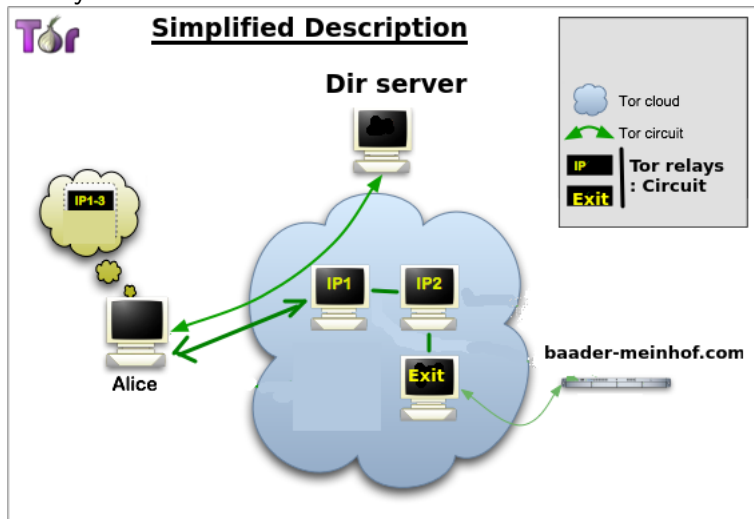 Tor
Simplified Description
Dir server
Tor cloud
Tor circuit
IP
Tor relays
Exit
: Circuit
IP1-3
IP1
IP2
Alice
Exit
baader-meinhof.com